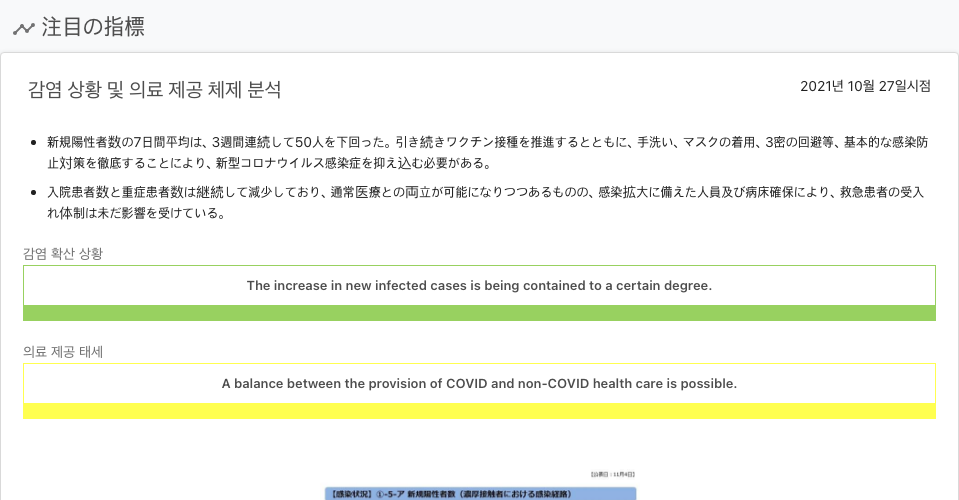 注目の指標
감염 상황 및 의료 제공 체제 분석
2021년 10월 27일시점
新規陽性者数の7日間平均は、3週間連続して50人を下回った。引き続きワクチン接種を推進するとともに、手洗い、マスクの着用、3密の回避等、基本的な感染防
止対策を徹底することにより、新型コロナウイルス感染症を抑え込む必要がある。
入院患者数と重症患者数は継続して減少しており、通常医療との両立が可能になりつつあるものの、感染拡大に備えた人員及び病床確保により、救急患者の受入
れ体制は未だ影響を受けている。
감염 확산 상황
The increase in new infected cases is being contained to a certain degree.
의료 제공 태세
A balance between the provision of COVID and non-COVID health care is possible.
【公表日：11月4日】
【感染状況】①-5-ア 新規陽性者数（濃厚接触者における感染経路）